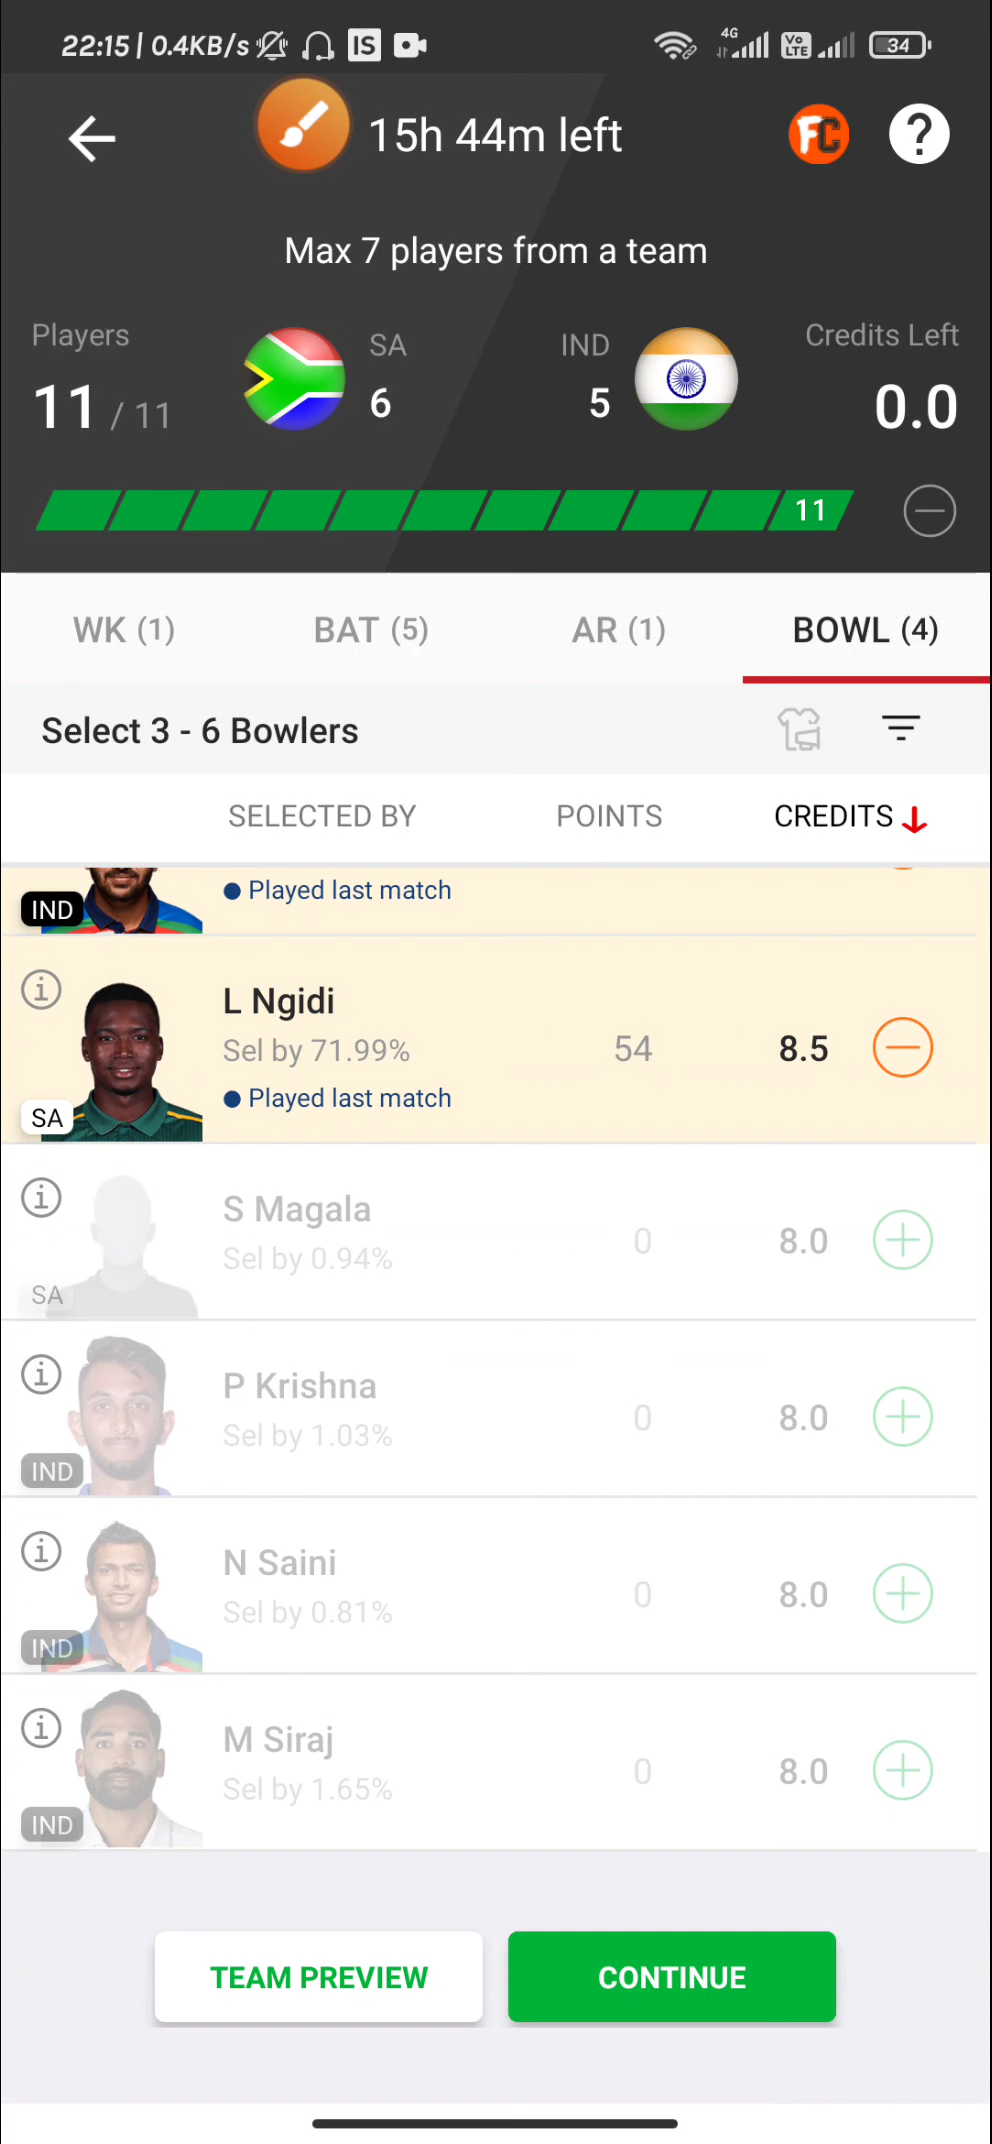 22:15 | 0.4KB/s IS 4G Vo LTE 34
15h 44m left FC ?
Max 7 players from a team
Players SA IND Credits Left
11 / 11 6 5 0.0
11
WK (1) BAT (5) AR (1) BOWL (4)
Select 3 - 6 Bowlers
SELECTED BY POINTS CREDITS
IND Played last match
L Ngidi
Sel by 71.99% 54 8.5
Played last match
SA
S Magala
Sel by 0.94% 0 8.0
SA
P Krishna
Sel by 1.03% 0 8.0
IND
N Saini
Sel by 0.81% 0 8.0
IND
M Siraj
Sel by 1.65% 0 8.0
IND
TEAM PREVIEW CONTINUE